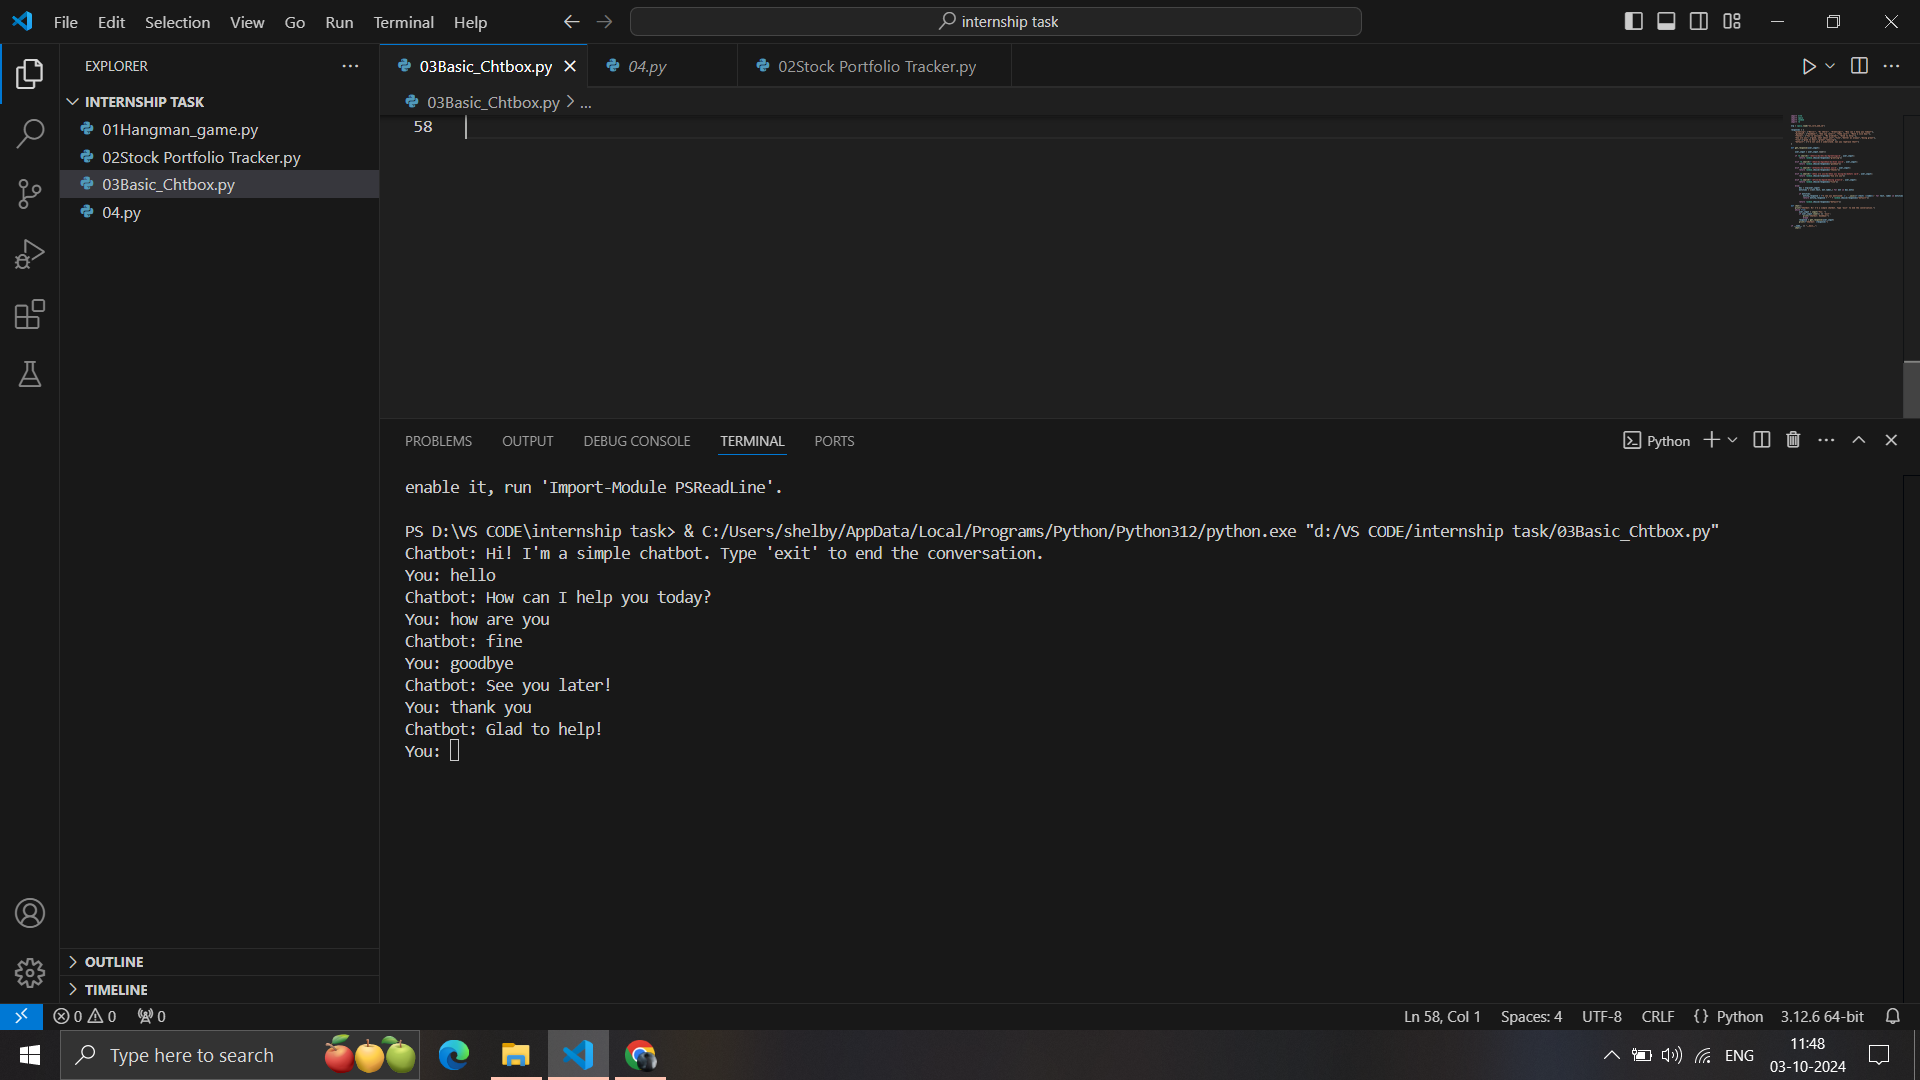 File Edit Selection View Go Run Terminal Help
internship task
EXPLORER
INTERNSHIP TASK
01Hangman_game.py
02Stock Portfolio Tracker.py
03Basic_Chtbox.py
04.py
03Basic_Chtbox.py
04.py
02Stock Portfolio Tracker.py
03Basic_Chtbox.py > ...
58
PROBLEMS OUTPUT DEBUG CONSOLE TERMINAL PORTS
Python
enable it, run 'Import-Module PSReadLine'.
PS D:\VS CODE\internship task> & C:/Users/shelby/AppData/Local/Programs/Python/Python312/python.exe "d:/VS CODE/internship task/03Basic_Chtbox.py"
Chatbot: Hi! I'm a simple chatbot. Type 'exit' to end the conversation.
You: hello
Chatbot: How can I help you today?
You: how are you
Chatbot: fine
You: goodbye
Chatbot: See you later!
You: thank you
Chatbot: Glad to help!
You:
OUTLINE
TIMELINE
0 0 0
Ln 58, Col 1 Spaces: 4 UTF-8 CRLF {} Python 3.12.6 64-bit
Type here to search
ENG
11:48
03-10-2024